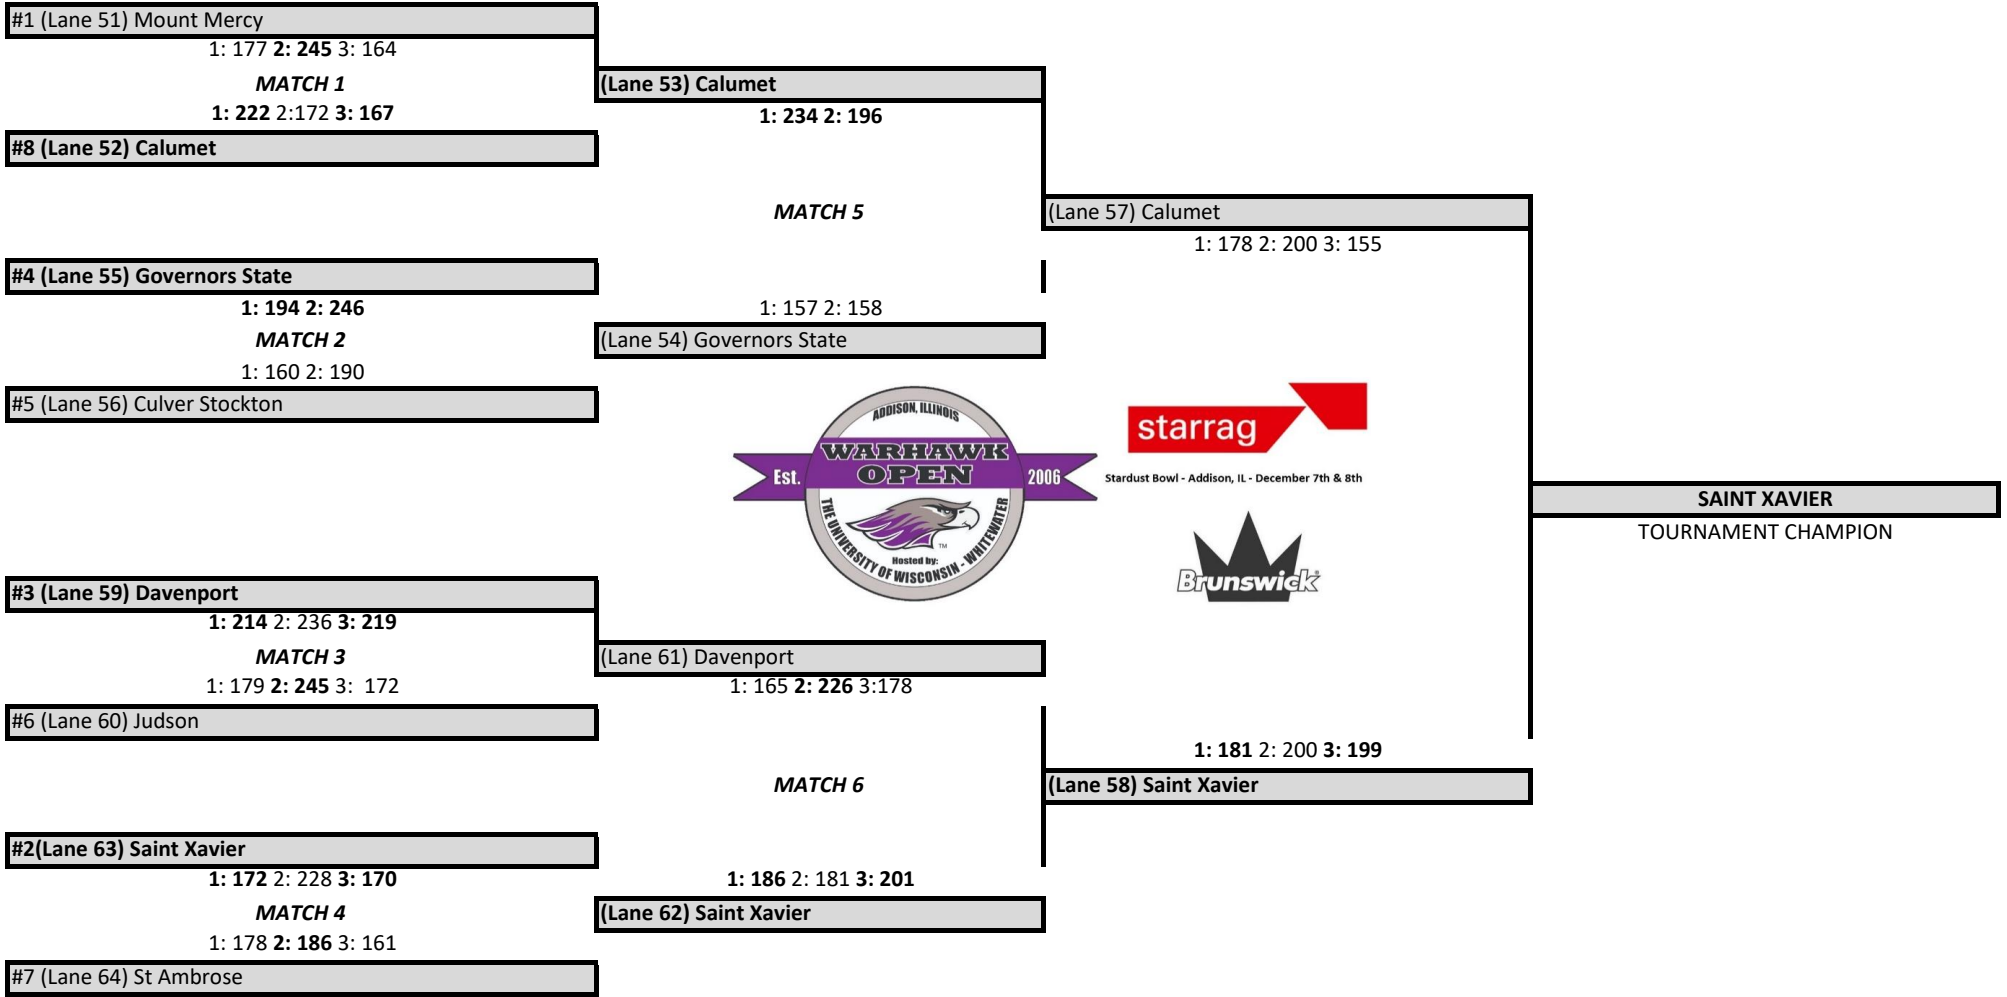 #1 (Lane 51) Mount Mercy
1: 177 2: 245 3: 164
MATCH 1
1: 222 2:172 3: 167
#8 (Lane 52) Calumet
(Lane 53) Calumet
1: 234 2: 196
MATCH 5
(Lane 57) Calumet
1: 178 2: 200 3: 155
#4 (Lane 55) Governors State
1: 194 2: 246
MATCH 2
1: 160 2: 190
#5 (Lane 56) Culver Stockton
1: 157 2: 158
(Lane 54) Governors State
ADDISON, ILLINOIS
WARHAWK
OPEN
Est.
2006
THE UNIVERSITY OF WISCONSIN - WHITEWATER
TM
Hosted by:
starrag
Stardust Bowl - Addison, IL - December 7th & 8th
Brunswick®
SAINT XAVIER
TOURNAMENT CHAMPION
#3 (Lane 59) Davenport
1: 214 2: 236 3: 219
MATCH 3
1: 179 2: 245 3: 172
#6 (Lane 60) Judson
(Lane 61) Davenport
1: 165 2: 226 3:178
MATCH 6
1: 181 2: 200 3: 199
(Lane 58) Saint Xavier
#2(Lane 63) Saint Xavier
1: 172 2: 228 3: 170
MATCH 4
1: 178 2: 186 3: 161
#7 (Lane 64) St Ambrose
1: 186 2: 181 3: 201
(Lane 62) Saint Xavier